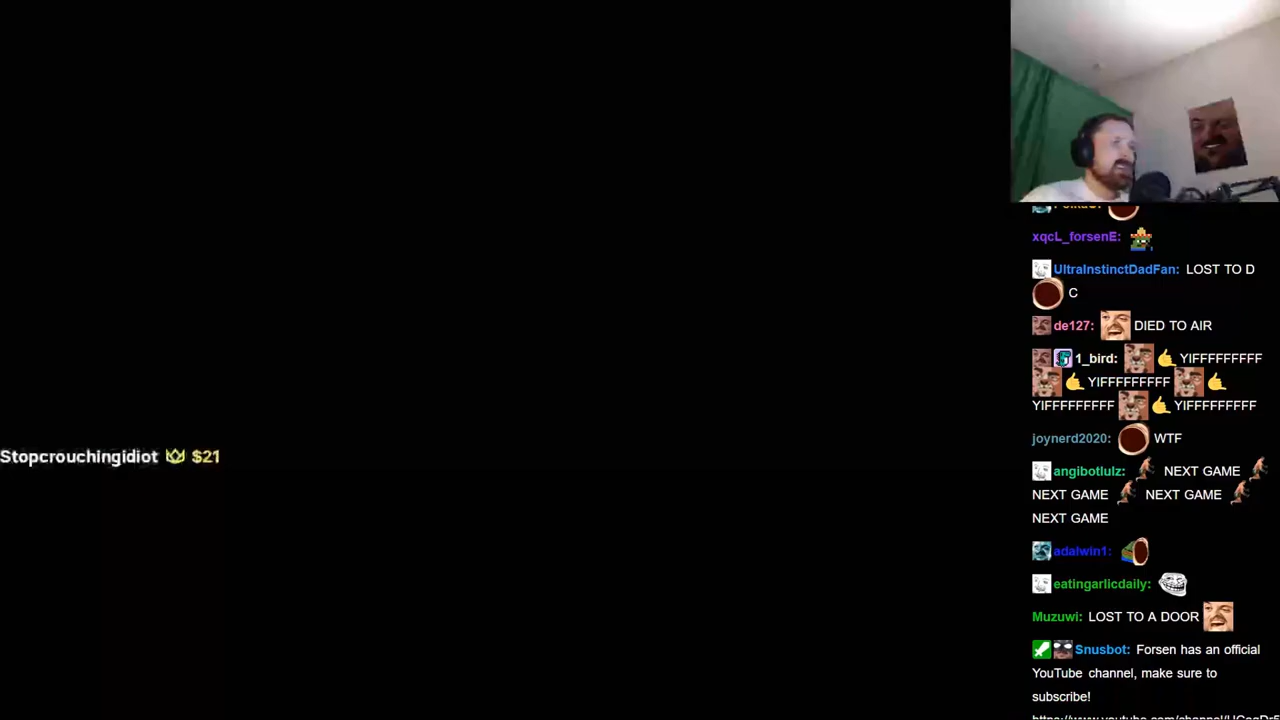 xqcL_forsenE:
UltraInstinctDadFan: LOST TO D
C
de127: DIED TO AIR
1_bird: YIFFFFFFFFF
YIFFFFFFFFF
YIFFFFFFFFF YIFFFFFFFFF
joynerd2020: WTF
Stopcrouchingidiot $21
angibotlulz: NEXT GAME
NEXT GAME NEXT GAME
NEXT GAME
adalwin1:
eatingarlicdaily:
Muzuwi: LOST TO A DOOR
Snusbot: Forsen has an official
YouTube channel, make sure to
subscribe!